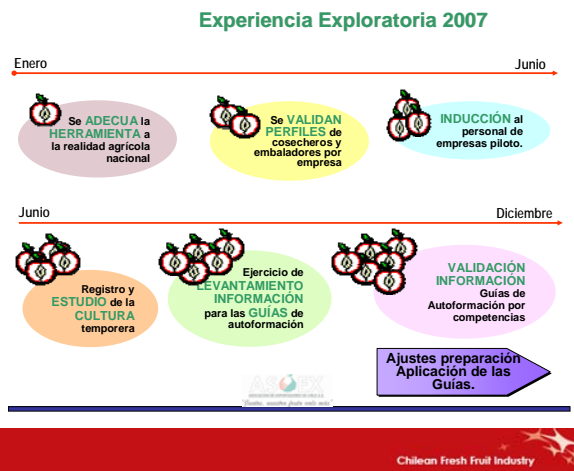 Experiencia Exploratoria 2007
Enero
Junio
Se ADECUA la
HERRAMIENTA a
la realidad agrícola
nacional
Se VALIDAN
PERFILES de
cosecheros y
embaladores por
empresa
INDUCCIÓN al
personal de
empresas piloto.
Junio
Diciembre
Registro y
ESTUDIO de la
CULTURA
temporera
Ejercicio de
LEVANTAMIENTO
INFORMACIÓN
para las GUÍAS de
autoformación
VALIDACIÓN
INFORMACIÓN
Guías de
Autoformación por
competencias
Ajustes preparación
Aplicación de las
Guías.
ASOEX
Chilean Fresh Fruit Industry